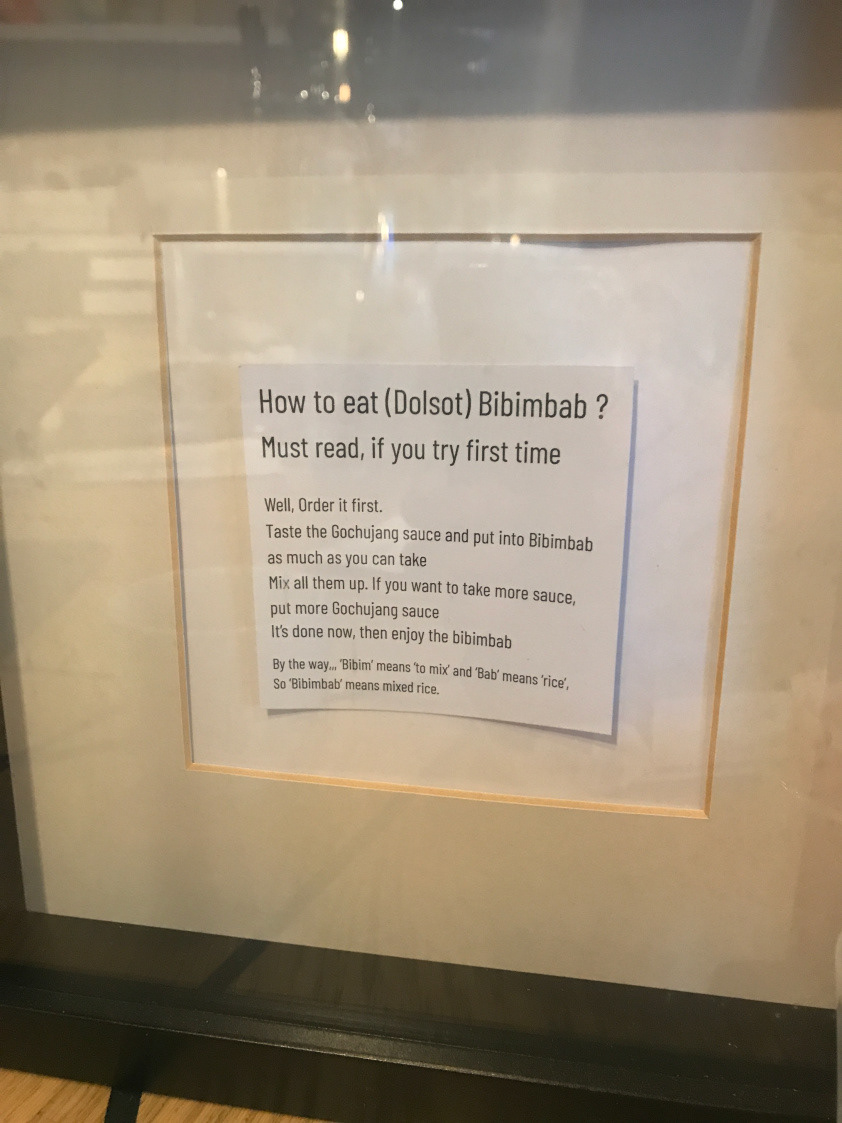 How to eat (Dolsot) Bibimbab ?
Must read, if you try first time
Well, Order it first.
Taste the Gochujang sauce and put into Bibimbab
as much as you can take
Mix all them up. If you want to take more sauce,
put more Gochujang sauce
It's done now, then enjoy the bibimbab
By the way,,, 'Bibim' means 'to mix' and 'Bab' means 'rice',
So 'Bibimbab' means mixed rice.